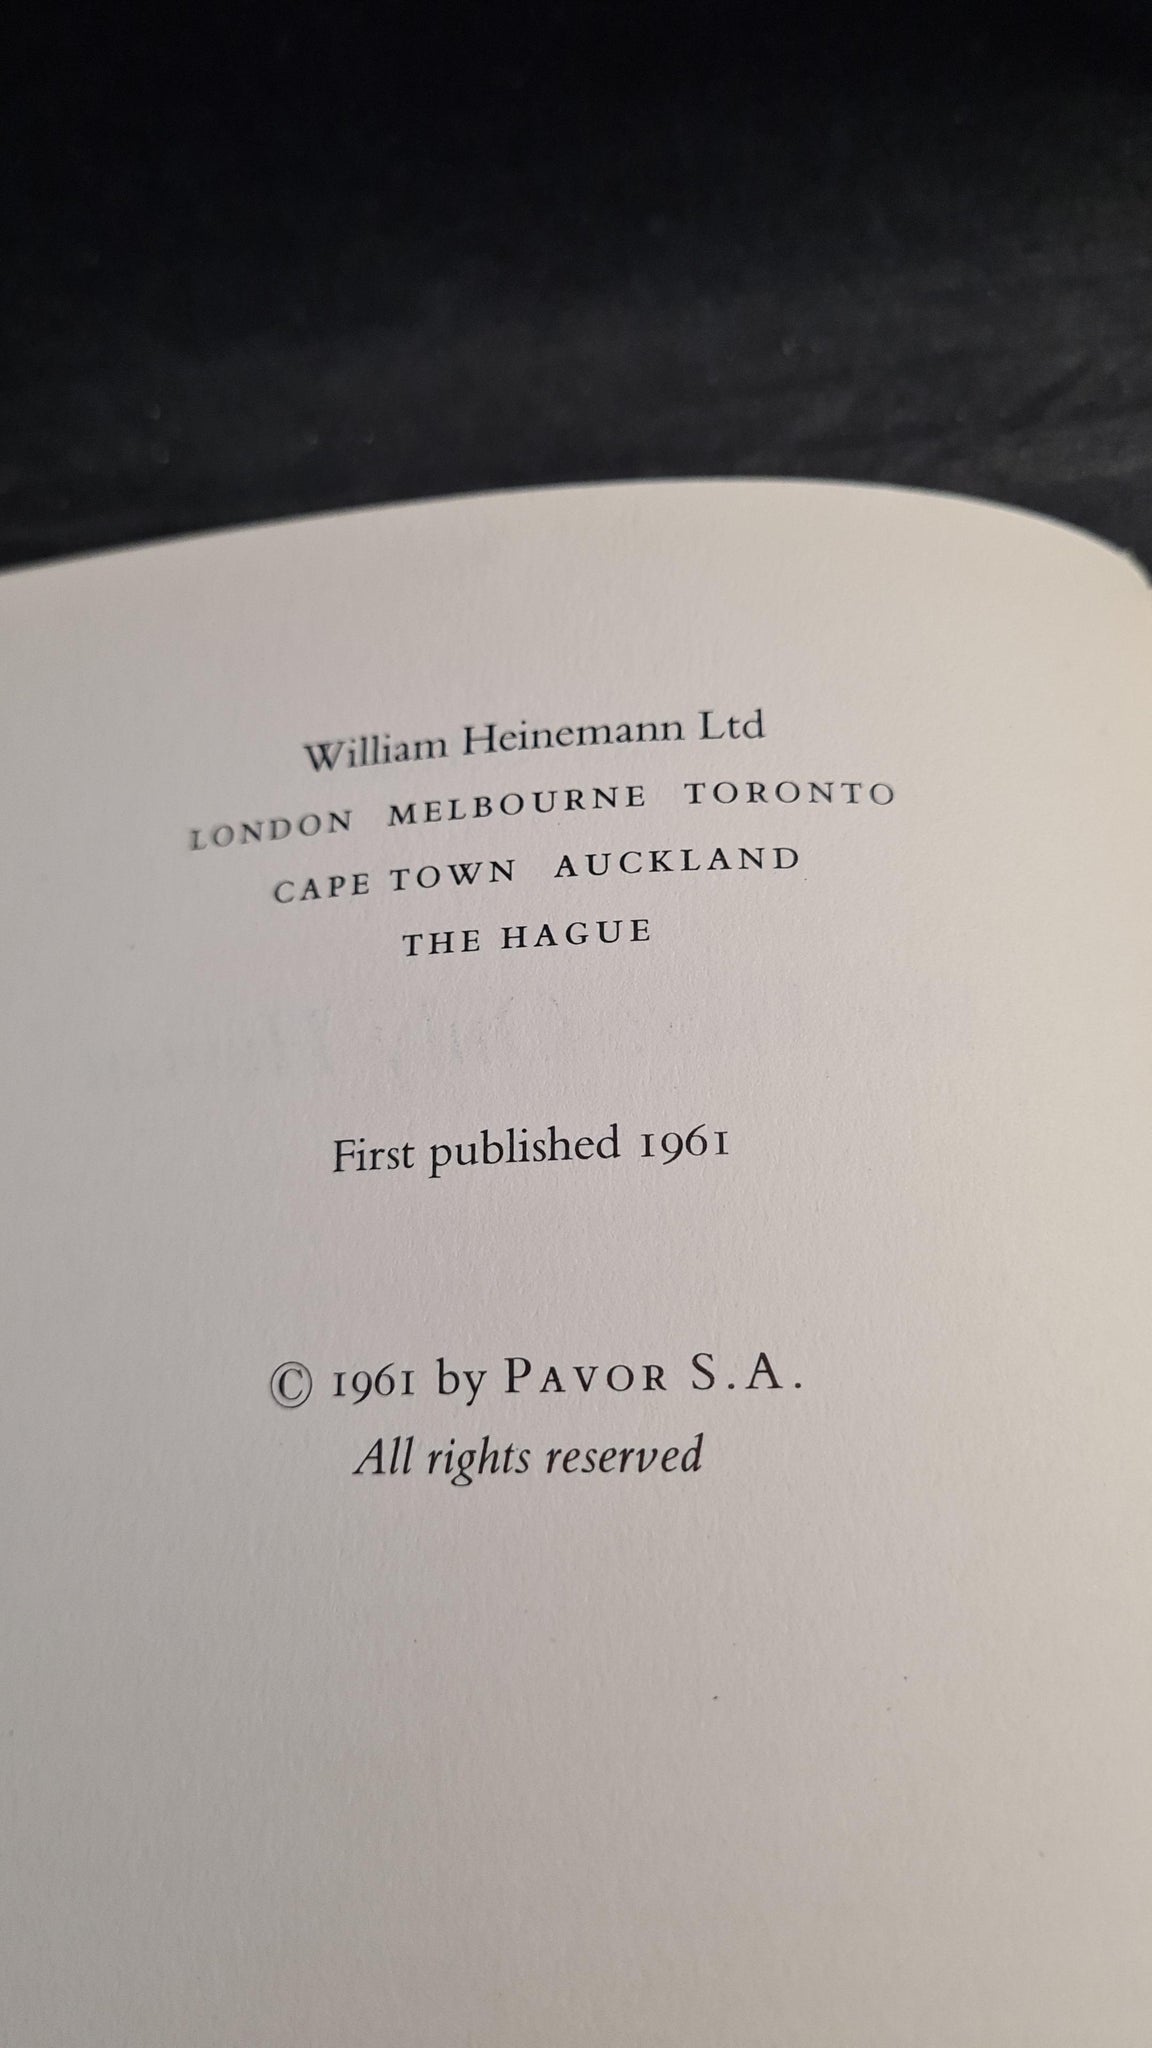 William Heinemann Ltd
LONDON MELBOURNE TORONTO
CAPE TOWN AUCKLAND
THE HAGUE
First published 1961
© 1961 by PAVOR S.A.
All rights reserved